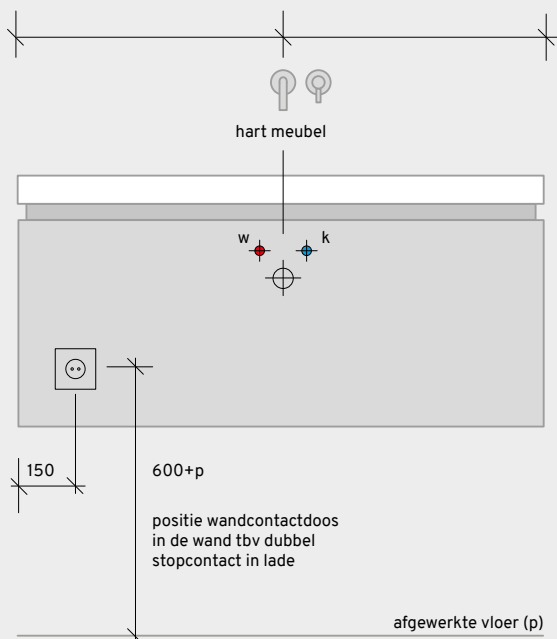 hart meubel
w k
150 600+p
positie wandcontactdoos
in de wand tbv dubbel
stopcontact in lade
afgewerkte vloer (p)